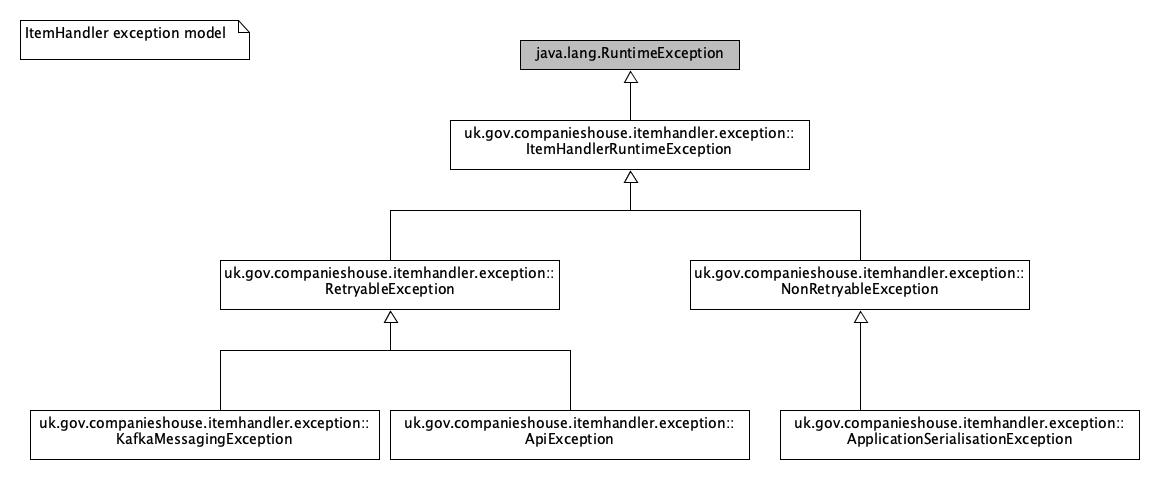 ItemHandler exception model
java.lang.RuntimeException
uk.gov.companieshouse.itemhandler.exception::
ItemHandlerRuntimeException
uk.gov.companieshouse.itemhandler.exception::
RetryableException
uk.gov.companieshouse.itemhandler.exception::
NonRetryableException
uk.gov.companieshouse.itemhandler.exception::
KafkaMessagingException
uk.gov.companieshouse.itemhandler.exception::
ApiException
uk.gov.companieshouse.itemhandler.exception::
ApplicationSerialisationException